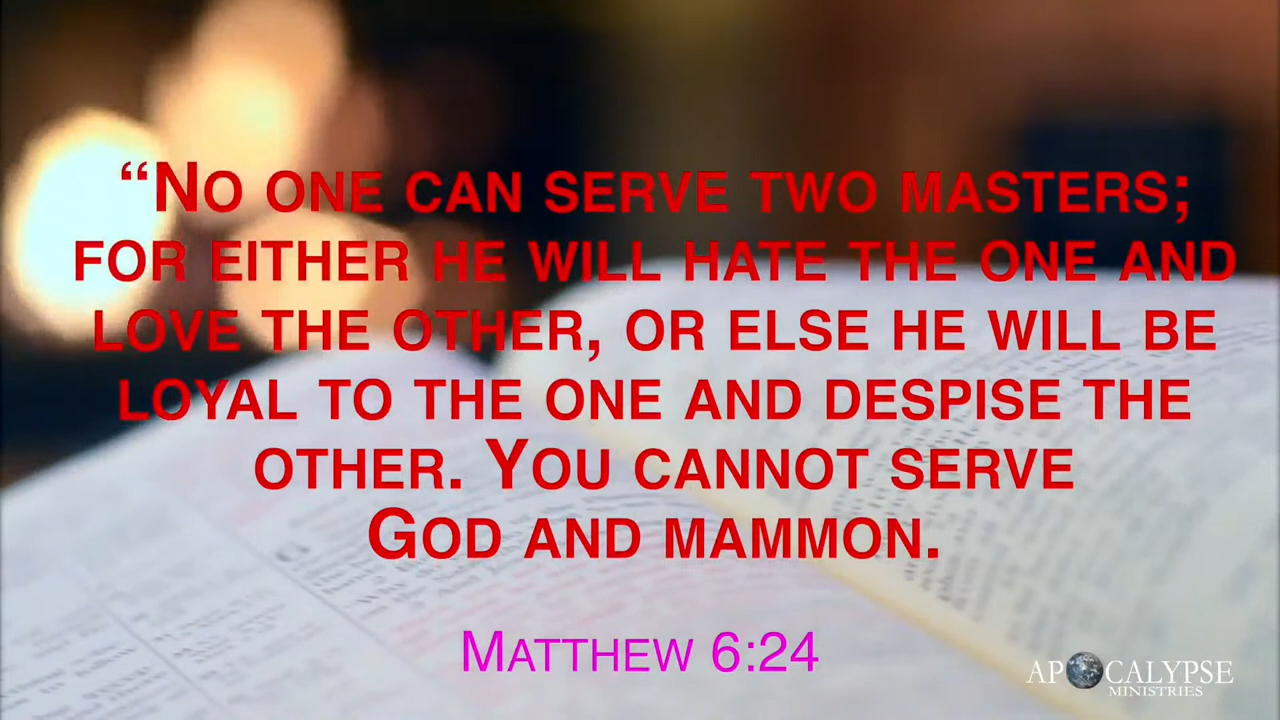 “No one can serve two masters;
for either he will hate the one and
love the other, or else he will be
loyal to the one and despise the
other. You cannot serve
God and mammon.
Matthew 6:24
APOCALYPSE
MINISTRIES